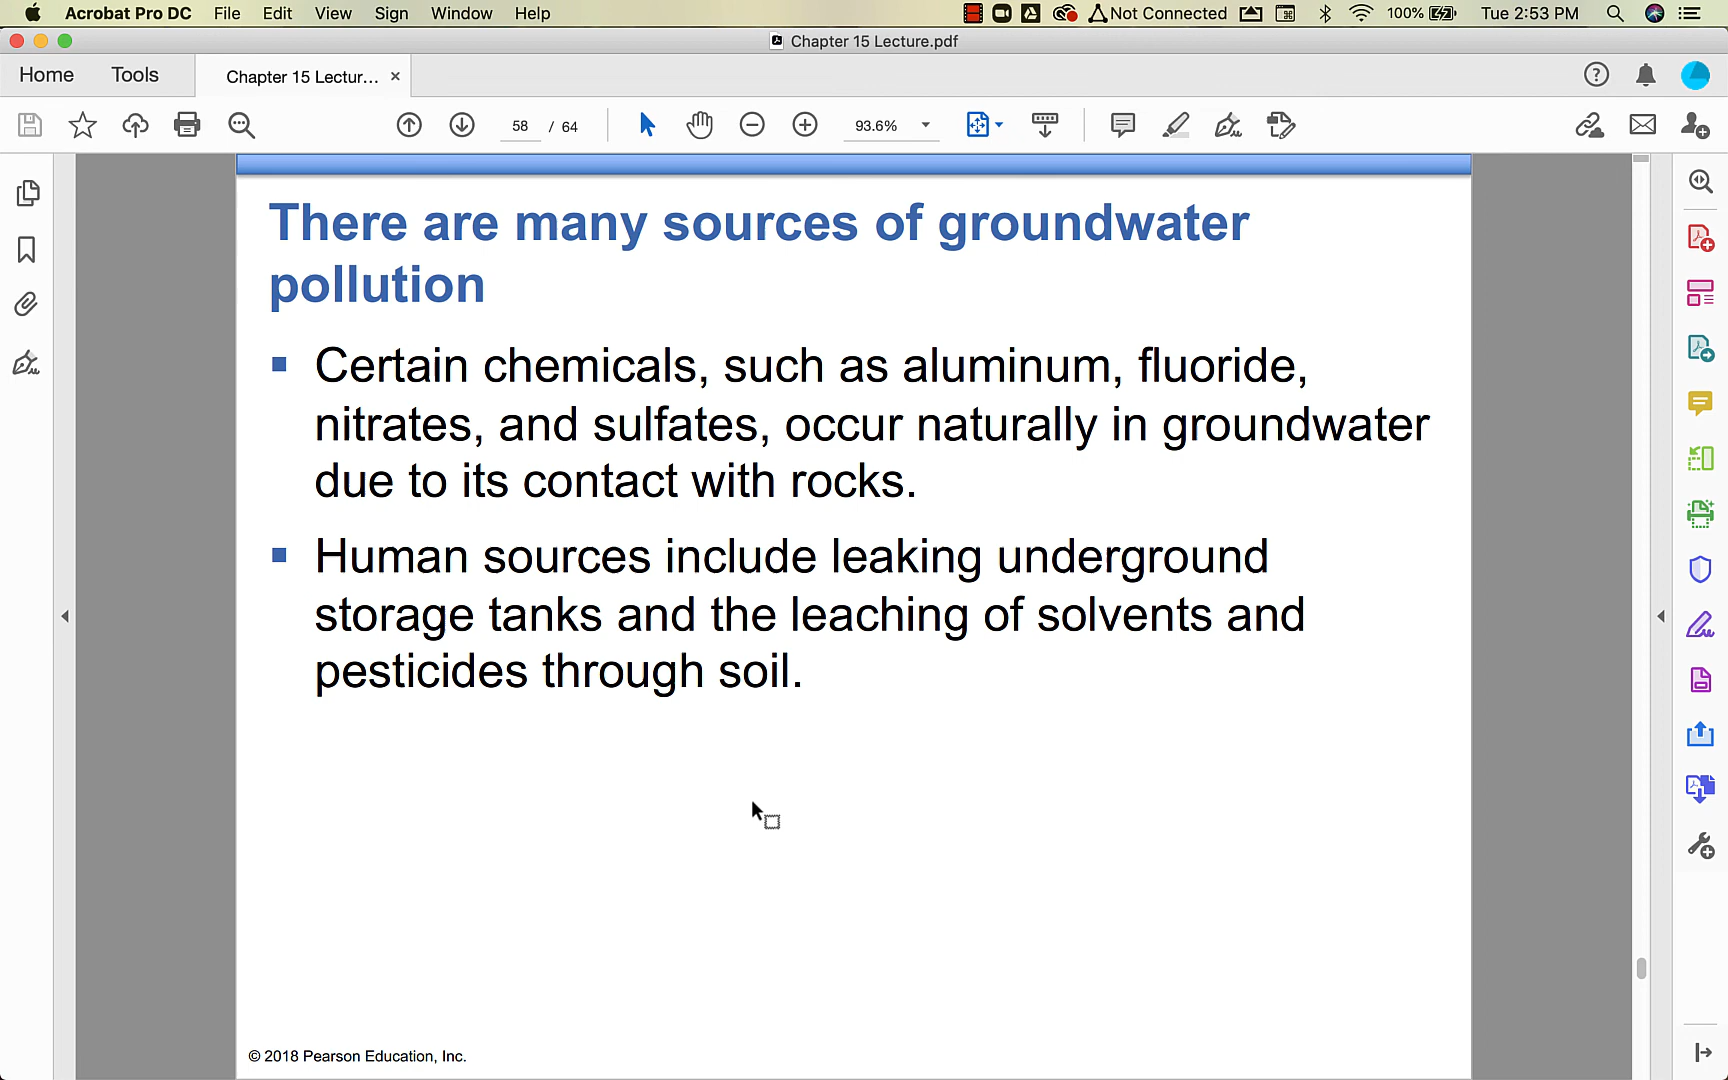 Acrobat Pro DC File Edit View Sign Window Help Not Connected 100% Tue 2:53 PM
Chapter 15 Lecture.pdf
Home Tools Chapter 15 Lectur... ×
58 / 64 93.6%
There are many sources of groundwater
pollution
Certain chemicals, such as aluminum, fluoride,
nitrates, and sulfates, occur naturally in groundwater
due to its contact with rocks.
Human sources include leaking underground
storage tanks and the leaching of solvents and
pesticides through soil.
© 2018 Pearson Education, Inc.